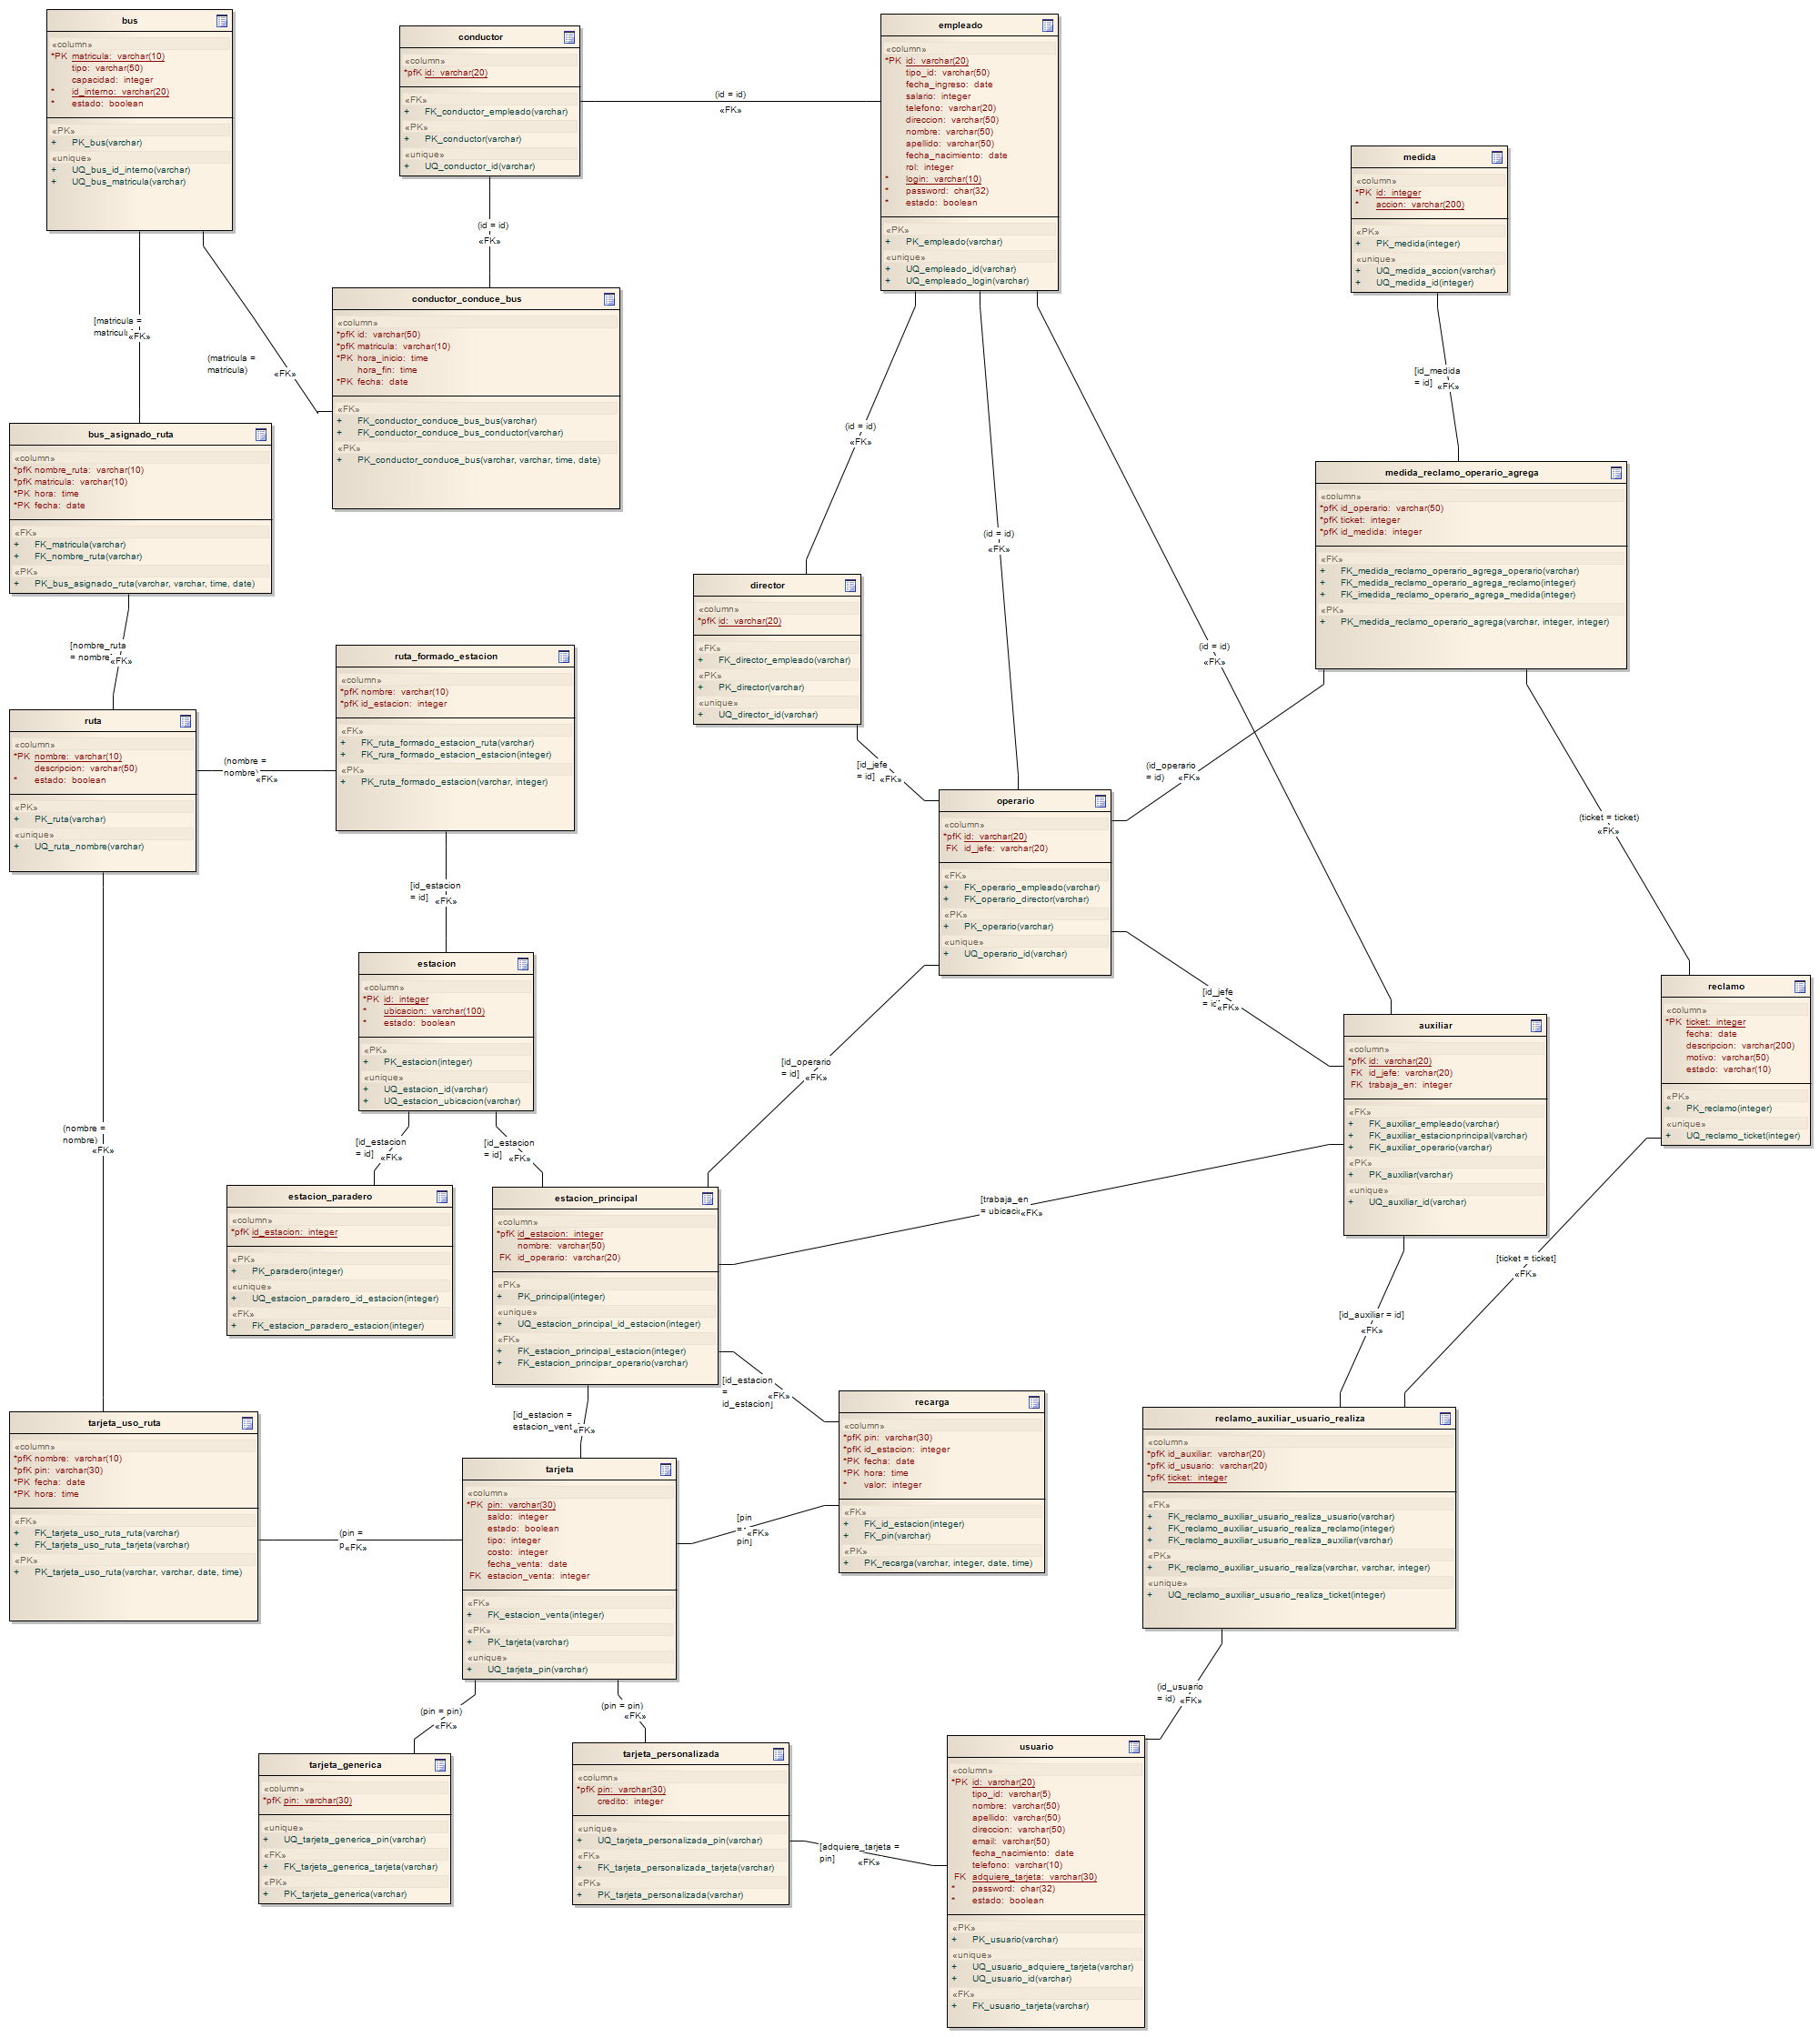 bus
«column»
*PK matricula: varchar(10)
tipo: varchar(50)
capacidad: integer
* id_interno: varchar(20)
* estado: boolean
«PK»
+ PK_bus(varchar)
«unique»
+ UQ_bus_id_interno(varchar)
+ UQ_bus_matricula(varchar)
conductor
«column»
*pfK id: varchar(20)
«FK»
+ FK_conductor_empleado(varchar)
«PK»
+ PK_conductor(varchar)
«unique»
+ UQ_conductor_id(varchar)
(id = id)
«FK»
empleado
«column»
*PK id: varchar(20)
tipo_id: varchar(50)
fecha_ingreso: date
salario: integer
telefono: varchar(20)
direccion: varchar(50)
nombre: varchar(50)
apellido: varchar(50)
fecha_nacimiento: date
rol: integer
* login: varchar(10)
* password: char(32)
* estado: boolean
«PK»
+ PK_empleado(varchar)
«unique»
+ UQ_empleado_id(varchar)
+ UQ_empleado_login(varchar)
medida
«column»
*PK id: integer
* accion: varchar(200)
«PK»
+ PK_medida(integer)
«unique»
+ UQ_medida_accion(varchar)
+ UQ_medida_id(integer)
(id = id)
«FK»
[matricula =
matricula
«FK»
(matricula =
matricula)
«FK»
conductor_conduce_bus
«column»
*pfK id: varchar(50)
*pfK matricula: varchar(10)
*PK hora_inicio: time
hora_fin: time
*PK fecha: date
«FK»
+ FK_conductor_conduce_bus_bus(varchar)
+ FK_conductor_conduce_bus_conductor(varchar)
«PK»
+ PK_conductor_conduce_bus(varchar, varchar, time, date)
[id_medida
= id]
«FK»
(id = id)
«FK»
bus_asignado_ruta
«column»
*pfK nombre_ruta: varchar(10)
*pfK matricula: varchar(10)
*PK hora: time
*PK fecha: date
«FK»
+ FK_matricula(varchar)
+ FK_nombre_ruta(varchar)
«PK»
+ PK_bus_asignado_ruta(varchar, varchar, time, date)
medida_reclamo_operario_agrega
«column»
*pfK id_operario: varchar(50)
*pfK ticket: integer
*pfK id_medida: integer
«FK»
+ FK_medida_reclamo_operario_agrega_operario(varchar)
+ FK_medida_reclamo_operario_agrega_reclamo(integer)
+ FK_imedida_reclamo_operario_agrega_medida(integer)
«PK»
+ PK_medida_reclamo_operario_agrega(varchar, integer, integer)
(id = id)
«FK»
director
«column»
*pfK id: varchar(20)
«FK»
+ FK_director_empleado(varchar)
«PK»
+ PK_director(varchar)
«unique»
+ UQ_director_id(varchar)
(id = id)
«FK»
[nombre_ruta
= nombre
«FK»
ruta_formado_estacion
«column»
*pfK nombre: varchar(10)
*pfK id_estacion: integer
«FK»
+ FK_ruta_formado_estacion_ruta(varchar)
+ FK_rura_formado_estacion_estacion(integer)
«PK»
+ PK_ruta_formado_estacion(varchar, integer)
ruta
«column»
*PK nombre: varchar(10)
descripcion: varchar(50)
* estado: boolean
«PK»
+ PK_ruta(varchar)
«unique»
+ UQ_ruta_nombre(varchar)
(nombre =
nombre)
«FK»
[id_jefe
= id]
«FK»
(id_operario
= id)
«FK»
operario
«column»
*pfK id: varchar(20)
FK id_jefe: varchar(20)
«FK»
+ FK_operario_empleado(varchar)
+ FK_operario_director(varchar)
«PK»
+ PK_operario(varchar)
«unique»
+ UQ_operario_id(varchar)
(ticket = ticket)
«FK»
[id_estacion
= id]
«FK»
estacion
«column»
*PK id: integer
* ubicacion: varchar(100)
* estado: boolean
«PK»
+ PK_estacion(integer)
«unique»
+ UQ_estacion_id(varchar)
+ UQ_estacion_ubicacion(varchar)
[id_jefe
= id
«FK»
reclamo
«column»
*PK ticket: integer
fecha: date
descripcion: varchar(200)
motivo: varchar(50)
estado: varchar(10)
«PK»
+ PK_reclamo(integer)
«unique»
+ UQ_reclamo_ticket(integer)
auxiliar
«column»
*pfK id: varchar(20)
FK id_jefe: varchar(20)
FK trabaja_en: integer
«FK»
+ FK_auxiliar_empleado(varchar)
+ FK_auxiliar_estacionprincipal(varchar)
+ FK_auxiliar_operario(varchar)
«PK»
+ PK_auxiliar(varchar)
«unique»
+ UQ_auxiliar_id(varchar)
[id_operario
= id]
«FK»
(nombre =
nombre)
«FK»
[id_estacion
= id]
«FK»
[id_estacion
= id]
«FK»
estacion_paradero
«column»
*pfK id_estacion: integer
«PK»
+ PK_paradero(integer)
«unique»
+ UQ_estacion_paradero_id_estacion(integer)
«FK»
+ FK_estacion_paradero_estacion(integer)
estacion_principal
«column»
*pfK id_estacion: integer
nombre: varchar(50)
FK id_operario: varchar(20)
«PK»
+ PK_principal(integer)
«unique»
+ UQ_estacion_principal_id_estacion(integer)
«FK»
+ FK_estacion_principal_estacion(integer)
+ FK_estacion_principar_operario(varchar)
[trabaja_en
= ubicaci
«FK»
[ticket = ticket]
«FK»
[id_auxiliar = id]
«FK»
[id_estacion
=
id_estacion]
«FK»
[id_estacion =
estacion_vent
«FK»
recarga
«column»
*pfK pin: varchar(30)
*pfK id_estacion: integer
*PK fecha: date
*PK hora: time
* valor: integer
«FK»
+ FK_id_estacion(integer)
+ FK_pin(varchar)
«PK»
+ PK_recarga(varchar, integer, date, time)
reclamo_auxiliar_usuario_realiza
«column»
*pfK id_auxiliar: varchar(20)
*pfK id_usuario: varchar(20)
*pfK ticket: integer
«FK»
+ FK_reclamo_auxiliar_usuario_realiza_usuario(varchar)
+ FK_reclamo_auxiliar_usuario_realiza_reclamo(integer)
+ FK_reclamo_auxiliar_usuario_realiza_auxiliar(varchar)
«PK»
+ PK_reclamo_auxiliar_usuario_realiza(varchar, varchar, integer)
«unique»
+ UQ_reclamo_auxiliar_usuario_realiza_ticket(integer)
tarjeta_uso_ruta
«column»
*pfK nombre: varchar(10)
*pfK pin: varchar(30)
*PK fecha: date
*PK hora: time
«FK»
+ FK_tarjeta_uso_ruta_ruta(varchar)
+ FK_tarjeta_uso_ruta_tarjeta(varchar)
«PK»
+ PK_tarjeta_uso_ruta(varchar, varchar, date, time)
(pin =
p
«FK»
tarjeta
«column»
*PK pin: varchar(30)
saldo: integer
estado: boolean
tipo: integer
costo: integer
fecha_venta: date
FK estacion_venta: integer
«FK»
+ FK_estacion_venta(integer)
«PK»
+ PK_tarjeta(varchar)
«unique»
+ UQ_tarjeta_pin(varchar)
[pin
=
pin]
«FK»
(pin = pin)
«FK»
(pin = pin)
«FK»
(id_usuario
= id)
«FK»
tarjeta_generica
«column»
*pfK pin: varchar(30)
«unique»
+ UQ_tarjeta_generica_pin(varchar)
«FK»
+ FK_tarjeta_generica_tarjeta(varchar)
«PK»
+ PK_tarjeta_generica(varchar)
tarjeta_personalizada
«column»
*pfK pin: varchar(30)
credito: integer
«unique»
+ UQ_tarjeta_personalizada_pin(varchar)
«FK»
+ FK_tarjeta_personalizada_tarjeta(varchar)
«PK»
+ PK_tarjeta_personalizada(varchar)
[adquiere_tarjeta =
pin]
«FK»
usuario
«column»
*PK id: varchar(20)
tipo_id: varchar(5)
nombre: varchar(50)
apellido: varchar(50)
direccion: varchar(50)
email: varchar(50)
fecha_nacimiento: date
telefono: varchar(10)
FK adquiere_tarjeta: varchar(30)
* password: char(32)
* estado: boolean
«PK»
+ PK_usuario(varchar)
«unique»
+ UQ_usuario_adquiere_tarjeta(varchar)
+ UQ_usuario_id(varchar)
«FK»
+ FK_usuario_tarjeta(varchar)